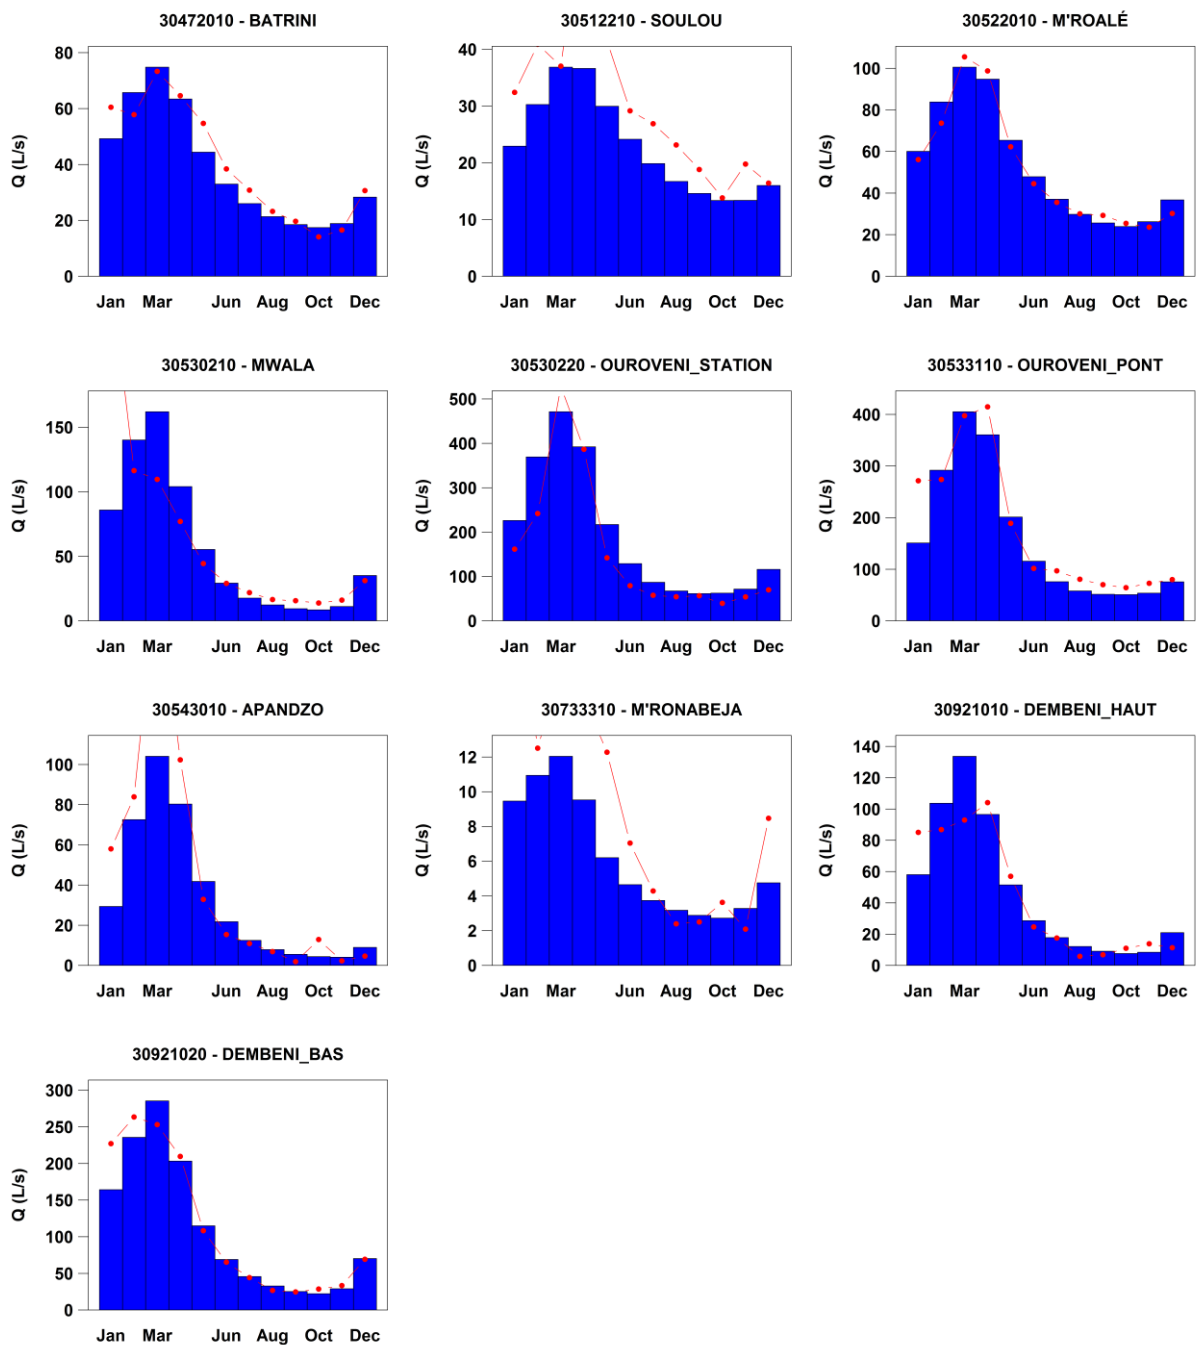 30472010 - BATRINI
Q (L/s)
80
60
40
20
0
Jan Mar Jun Aug Oct Dec
30512210 - SOULOU
Q (L/s)
40
30
20
10
0
Jan Mar Jun Aug Oct Dec
30522010 - M'ROALÉ
Q (L/s)
100
80
60
40
20
0
Jan Mar Jun Aug Oct Dec
30530210 - MWALA
Q (L/s)
150
100
50
0
Jan Mar Jun Aug Oct Dec
30530220 - OUROVENI_STATION
Q (L/s)
500
400
300
200
100
0
Jan Mar Jun Aug Oct Dec
30533110 - OUROVENI_PONT
Q (L/s)
400
300
200
100
0
Jan Mar Jun Aug Oct Dec
30543010 - APANDZO
Q (L/s)
100
80
60
40
20
0
Jan Mar Jun Aug Oct Dec
30733310 - M'RONABEJA
Q (L/s)
12
10
8
6
4
2
0
Jan Mar Jun Aug Oct Dec
30921010 - DEMBENI_HAUT
Q (L/s)
140
120
100
80
60
40
20
0
Jan Mar Jun Aug Oct Dec
30921020 - DEMBENI_BAS
Q (L/s)
300
250
200
150
100
50
0
Jan Mar Jun Aug Oct Dec